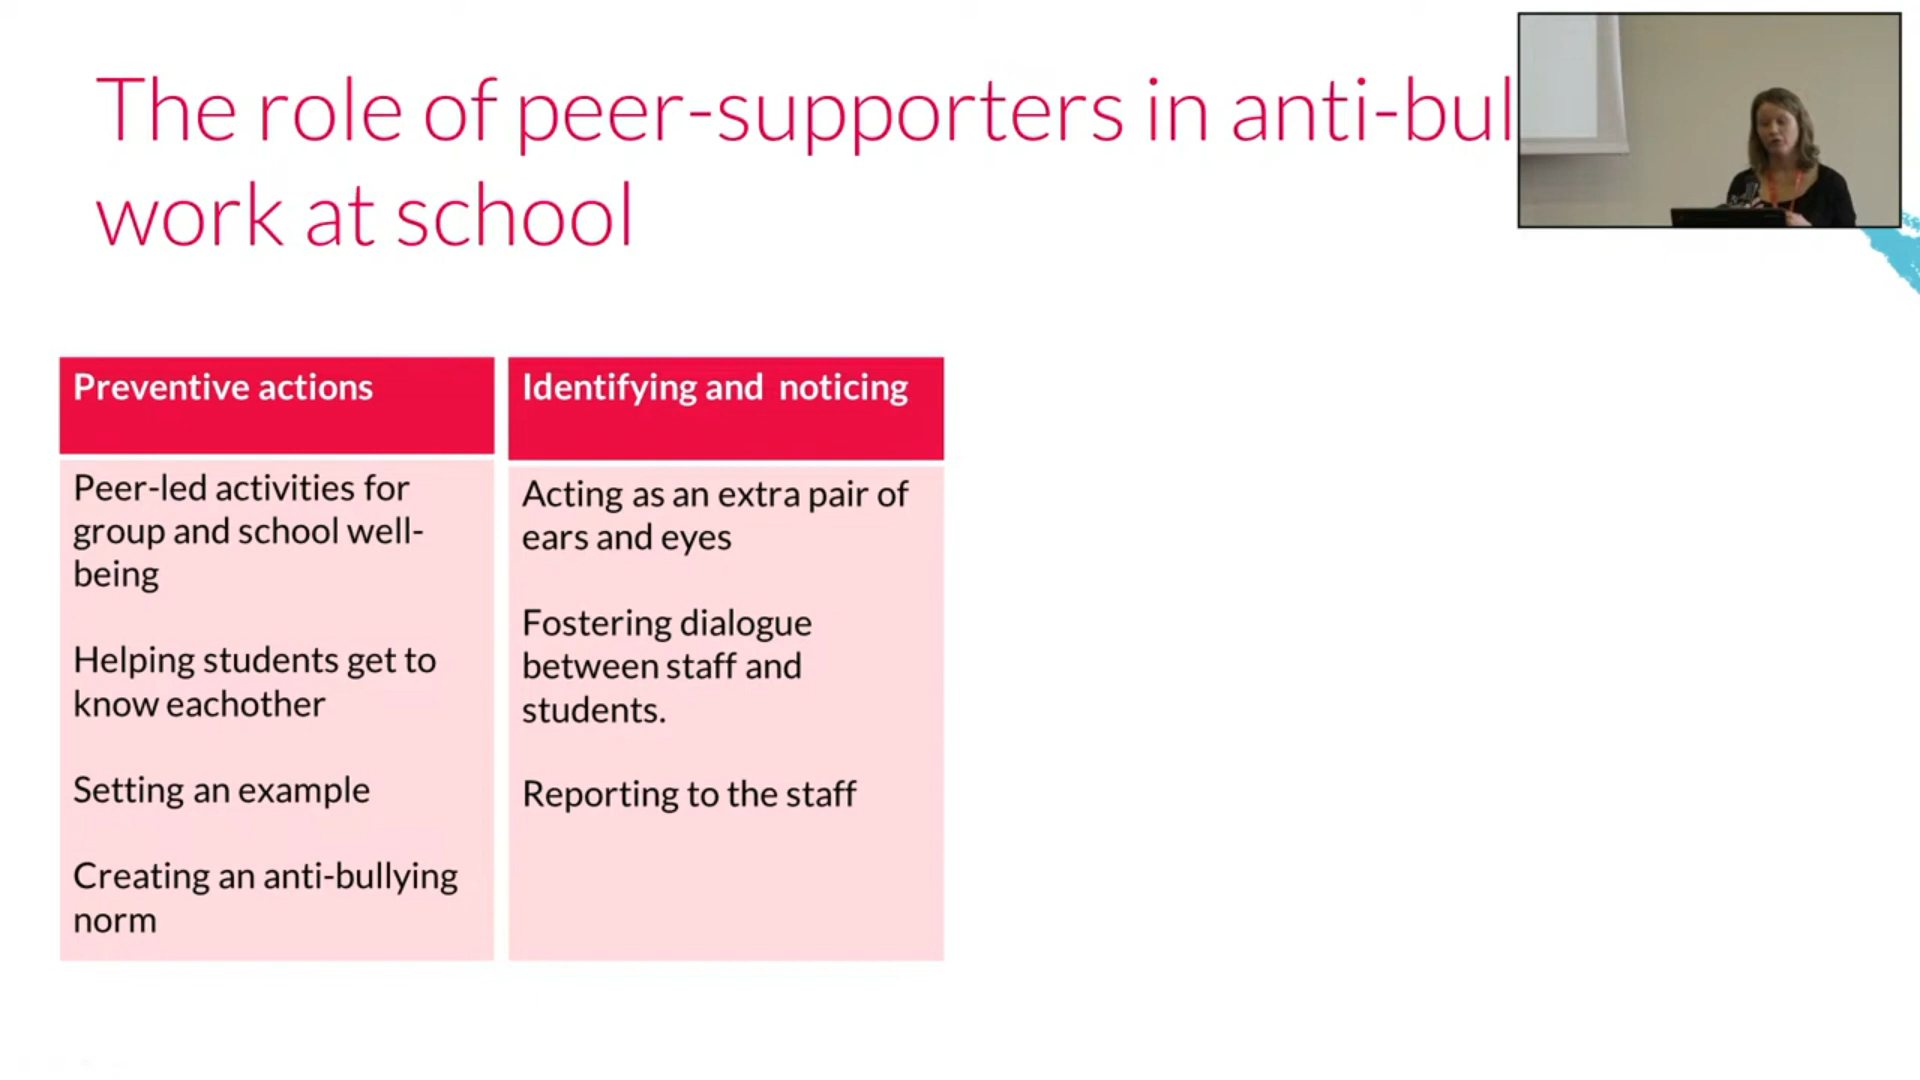 The role of peer-supporters in anti-bul
work at school
Preventive actions
Peer-led activities for
group and school well-
being
Helping students get to
know eachother
Setting an example
Creating an anti-bullying
norm
Identifying and noticing
Acting as an extra pair of
ears and eyes
Fostering dialogue
between staff and
students.
Reporting to the staff